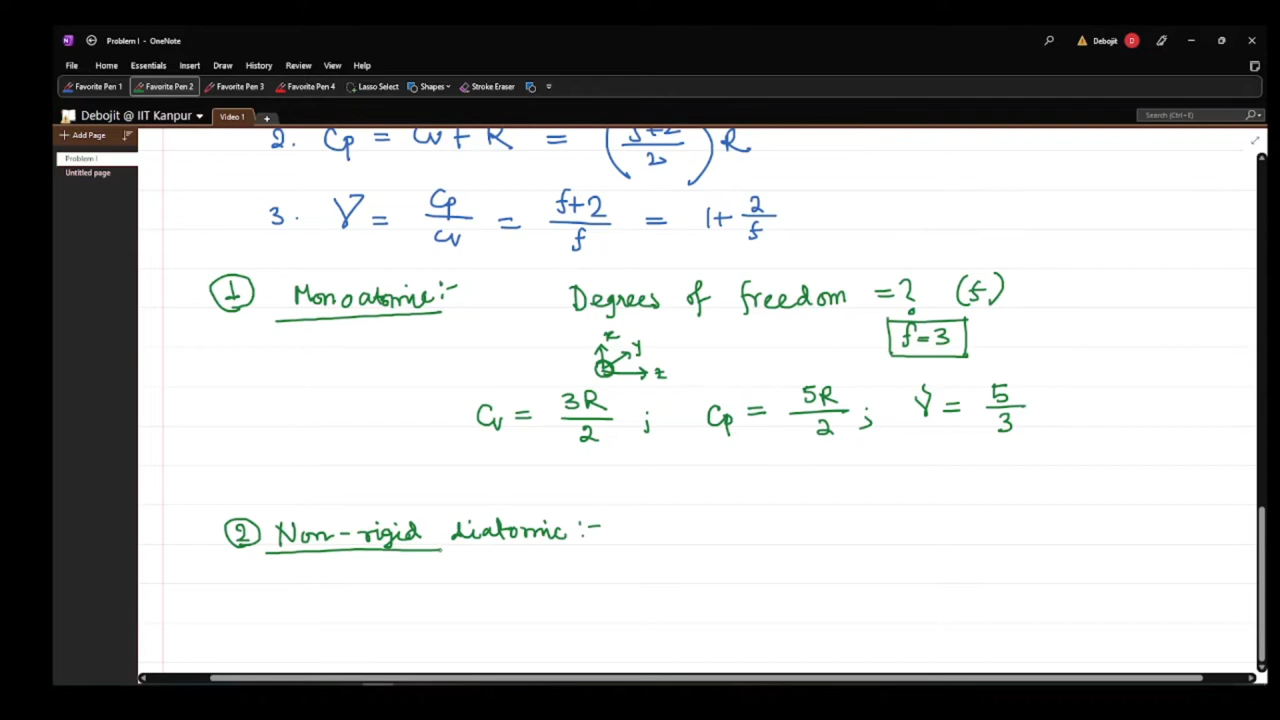 Problem I - OneNote
Debojit D
File Home Essentials Insert Draw History Review View Help
Favorite Pen 1 Favorite Pen 2 Favorite Pen 3 Favorite Pen 4 Lasso Select Shapes Stroke Eraser
Debojit @ IIT Kanpur Video 1 + Search (Ctrl+E)
+ Add Page
Problem I
Untitled page
2. Cp = Cv + R = (f+2/2) R
3. γ = Cp/Cv = f+2/f = 1+ 2/f
① Monoatomic :- Degrees of freedom = ? (f)
f = 3
x y z
Cv = 3R/2 ; Cp = 5R/2 ; γ = 5/3
② Non-rigid diatomic :-